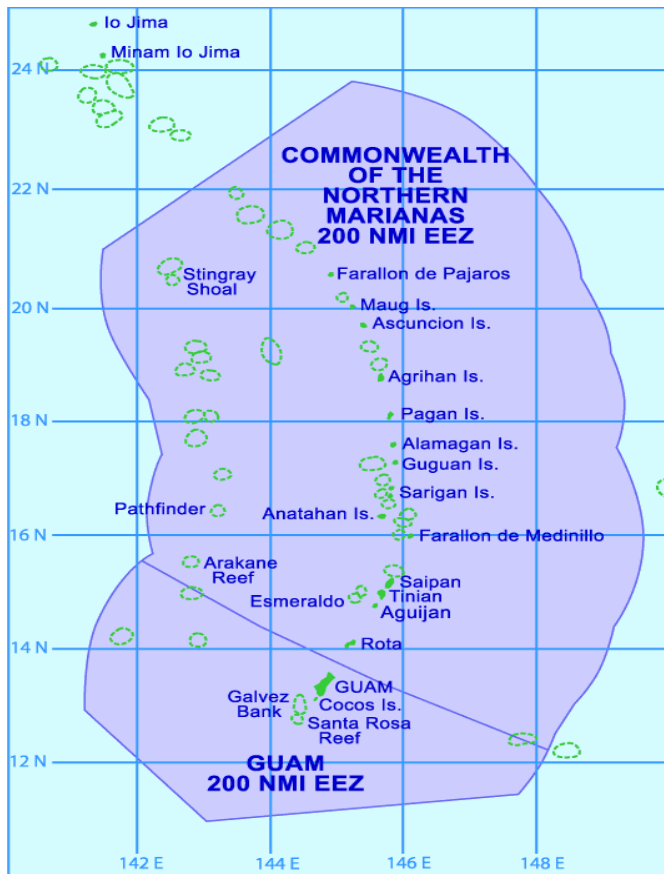 Io Jima
Minam Io Jima
24 N
COMMONWEALTH
OF THE
NORTHERN
MARIANAS
200 NMI EEZ
22 N
Stingray
Shoal
Farallon de Pajaros
20 N
Maug Is.
Ascuncion Is.
Agrihan Is.
18 N
Pagan Is.
Alamagan Is.
Guguan Is.
Sarigan Is.
Pathfinder
Anatahan Is.
16 N
Farallon de Medinillo
Arakane
Reef
Saipan
Esmeraldo
Tinian
Aguijan
14 N
Rota
GUAM
Galvez
Bank
Cocos Is.
Santa Rosa
Reef
12 N
GUAM
200 NMI EEZ
142 E
144 E
146 E
148 E